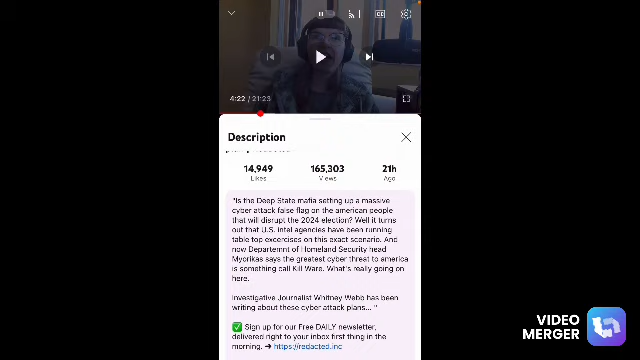 CC
4:22 / 21:23
Description
14,949
165,303
21h
Likes
Views
Ago
"Is the Deep State mafia setting up a massive
cyber attack false flag on the american people
that will disrupt the 2024 election? Well it turns
out that U.S. intel agencies have been running
table top excercises on this exact scenario. And
now Departemnt of Homeland Security head
Myorikas says the greatest cyber threat to america
is something call Kill Ware. What's really going on
here.
Investigative Journalist Whitney Webb has been
writing about these cyber attack plans... "
✅ Sign up for our Free DAILY newsletter,
delivered right to your inbox first thing in the
morning. ➜ https://redacted.inc
VIDEO
MERGER